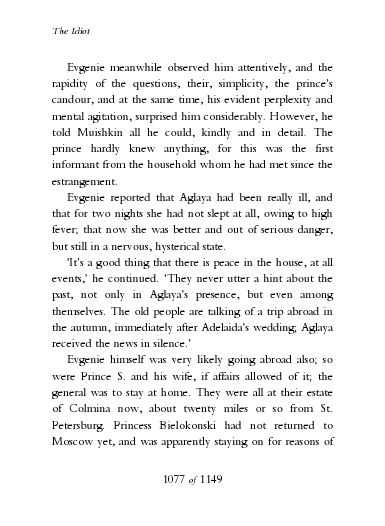 The Idiot
Evgenie meanwhile observed him attentively, and the
rapidity of the questions, their, simplicity, the prince's
candour, and at the same time, his evident perplexity and
mental agitation, surprised him considerably. However, he
told Muishkin all he could, kindly and in detail. The
prince hardly knew anything, for this was the first
informant from the household whom he had met since the
estrangement.
Evgenie reported that Aglaya had been really ill, and
that for two nights she had not slept at all, owing to high
fever; that now she was better and out of serious danger,
but still in a nervous, hysterical state.
‘It's a good thing that there is peace in the house, at all
events,’ he continued. ‘They never utter a hint about the
past, not only in Aglaya's presence, but even among
themselves. The old people are talking of a trip abroad in
the autumn, immediately after Adelaida's wedding; Aglaya
received the news in silence.’
Evgenie himself was very likely going abroad also; so
were Prince S. and his wife, if affairs allowed of it; the
general was to stay at home. They were all at their estate
of Colmina now, about twenty miles or so from St.
Petersburg. Princess Bielokonski had not returned to
Moscow yet, and was apparently staying on for reasons of
1077 of 1149